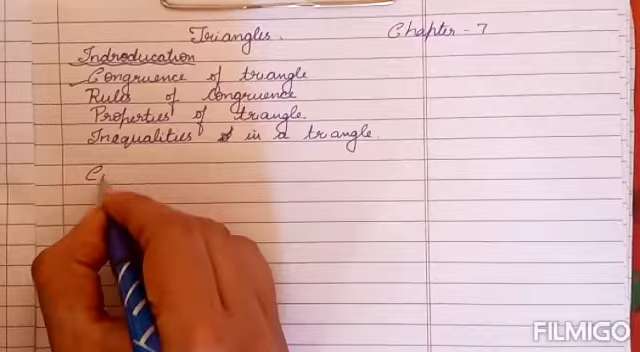 Triangles. Chapter - 7
Indroducation
Congruence of triangle
Rules of congruence
Properties of triangle.
Inequalities in a triangle.
C
FILMIGO